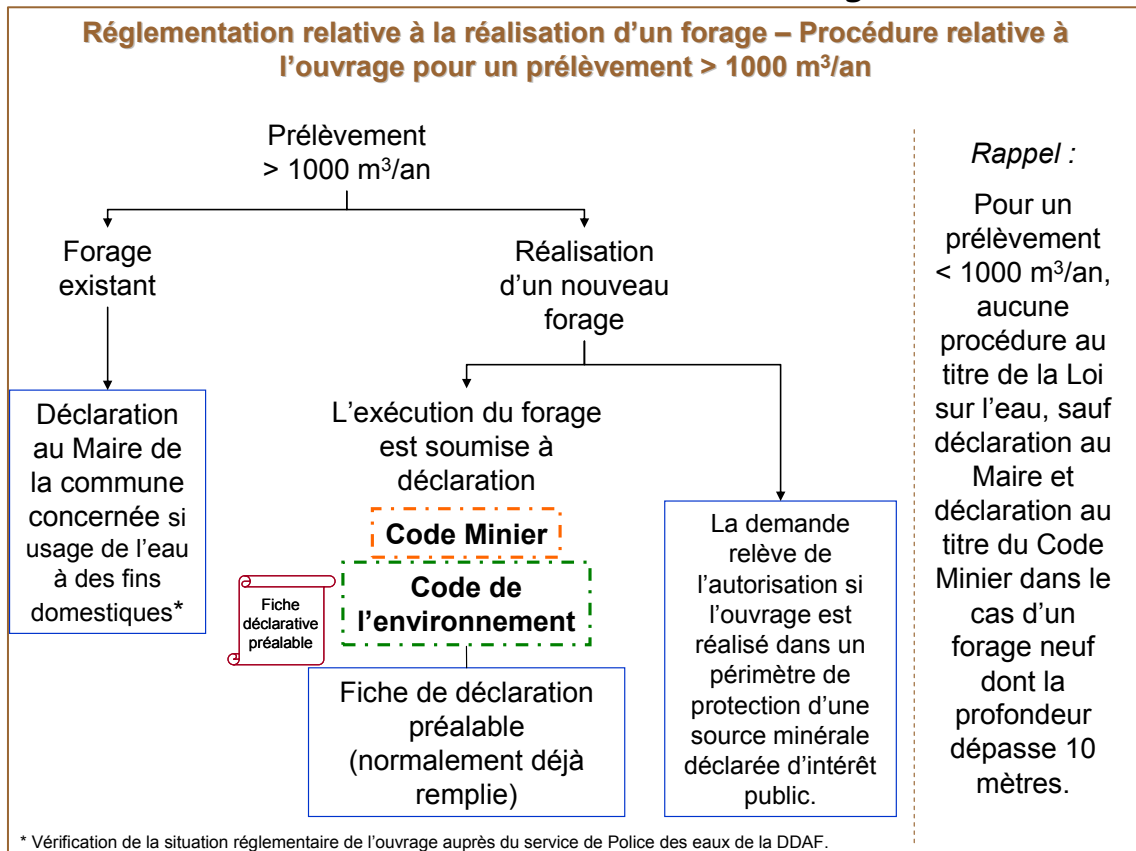 Réglementation relative à la réalisation d’un forage – Procédure relative à
l’ouvrage pour un prélèvement > 1000 m³/an
Prélèvement
> 1000 m³/an
Forage
existant
Déclaration
au Maire de
la commune
concernée si
usage de l’eau
à des fins
domestiques*
Réalisation
d’un nouveau
forage
L’exécution du forage
est soumise à
déclaration
Code Minier
Code de
l’environnement
Fiche
déclarative
préalable
Fiche de déclaration
préalable
(normalement déjà
remplie)
La demande
relève de
l’autorisation si
l’ouvrage est
réalisé dans un
périmètre de
protection d’une
source minérale
déclarée d’intérêt
public.
Rappel :
Pour un
prélèvement
< 1000 m³/an,
aucune
procédure au
titre de la Loi
sur l’eau, sauf
déclaration au
Maire et
déclaration au
titre du Code
Minier dans le
cas d’un
forage neuf
dont la
profondeur
dépasse 10
mètres.
* Vérification de la situation réglementaire de l’ouvrage auprès du service de Police des eaux de la DDAF.